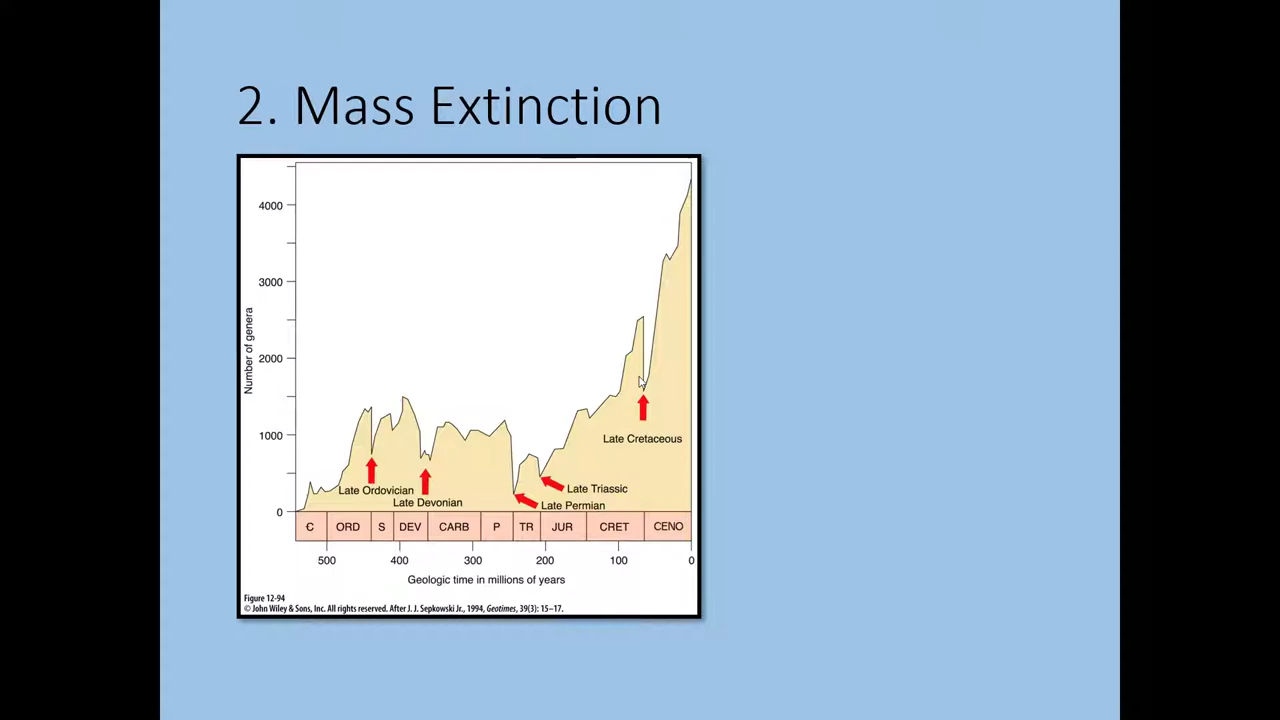 2. Mass Extinction
4000
3000
2000
1000
0
Number of genera
Late Cretaceous
Late Ordovician
Late Devonian
Late Triassic
Late Permian
Є ORD S DEV CARB P TR JUR CRET CENO
500 400 300 200 100 0
Geologic time in millions of years
Figure 12-94
© John Wiley & Sons, Inc. All rights reserved. After J. J. Sepkowski Jr., 1994, Geotimes, 39(3): 15–17.